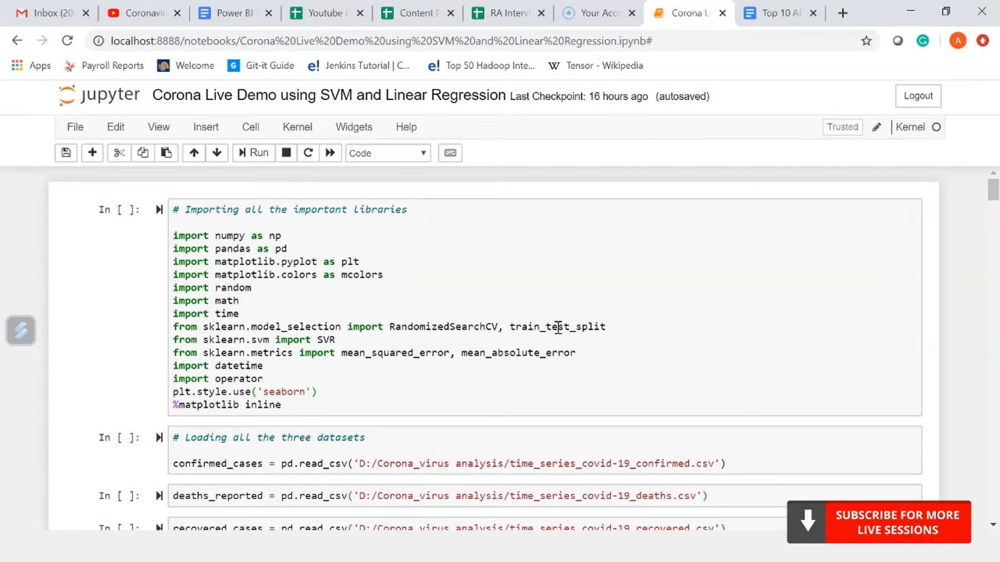 Inbox (20
Coronavir
Power BI T
Youtube C
Content P
RA Intervi
Your Acc
Corona Li
Top 10 Al
localhost:8888/notebooks/Corona%20Live%20Demo%20using%20SVM%20and%20Linear%20Regression.ipynb#
A
Apps
Payroll Reports
Welcome
Git-it Guide
Jenkins Tutorial | C...
Top 50 Hadoop Inte...
Tensor - Wikipedia
jupyter Corona Live Demo using SVM and Linear Regression Last Checkpoint: 16 hours ago (autosaved)
Logout
File Edit View Insert Cell Kernel Widgets Help
Trusted Kernel
Run Code
In [ ]: # Importing all the important libraries
import numpy as np
import pandas as pd
import matplotlib.pyplot as plt
import matplotlib.colors as mcolors
import random
import math
import time
from sklearn.model_selection import RandomizedSearchCV, train_test_split
from sklearn.svm import SVR
from sklearn.metrics import mean_squared_error, mean_absolute_error
import datetime
import operator
plt.style.use('seaborn')
%matplotlib inline
In [ ]: # Loading all the three datasets
confirmed_cases = pd.read_csv('D:/Corona_virus analysis/time_series_covid-19_confirmed.csv')
In [ ]: deaths_reported = pd.read_csv('D:/Corona_virus analysis/time_series_covid-19_deaths.csv')
In [ ]: recovered_cases = pd.read_csv('D:/Corona_virus analysis/time_series_covid-19_recovered.csv')
SUBSCRIBE FOR MORE
LIVE SESSIONS